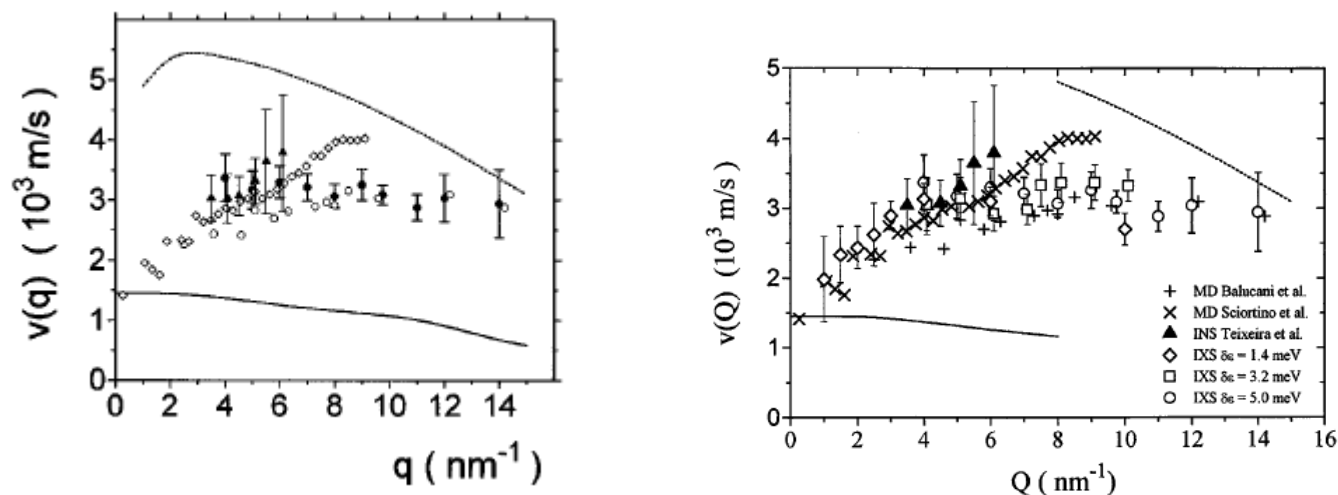 v(q) ( 10³ m/s )
5
4
3
2
1
0
0 2 4 6 8 10 12 14
q ( nm⁻¹ )
v(Q) (10³ m/s)
5
4
3
2
1
0
0 2 4 6 8 10 12 14 16
Q ( nm⁻¹)
MD Balucani et al.
MD Sciortino et al.
INS Teixeira et al.
IXS δε = 1.4 meV
IXS δε = 3.2 meV
IXS δε = 5.0 meV